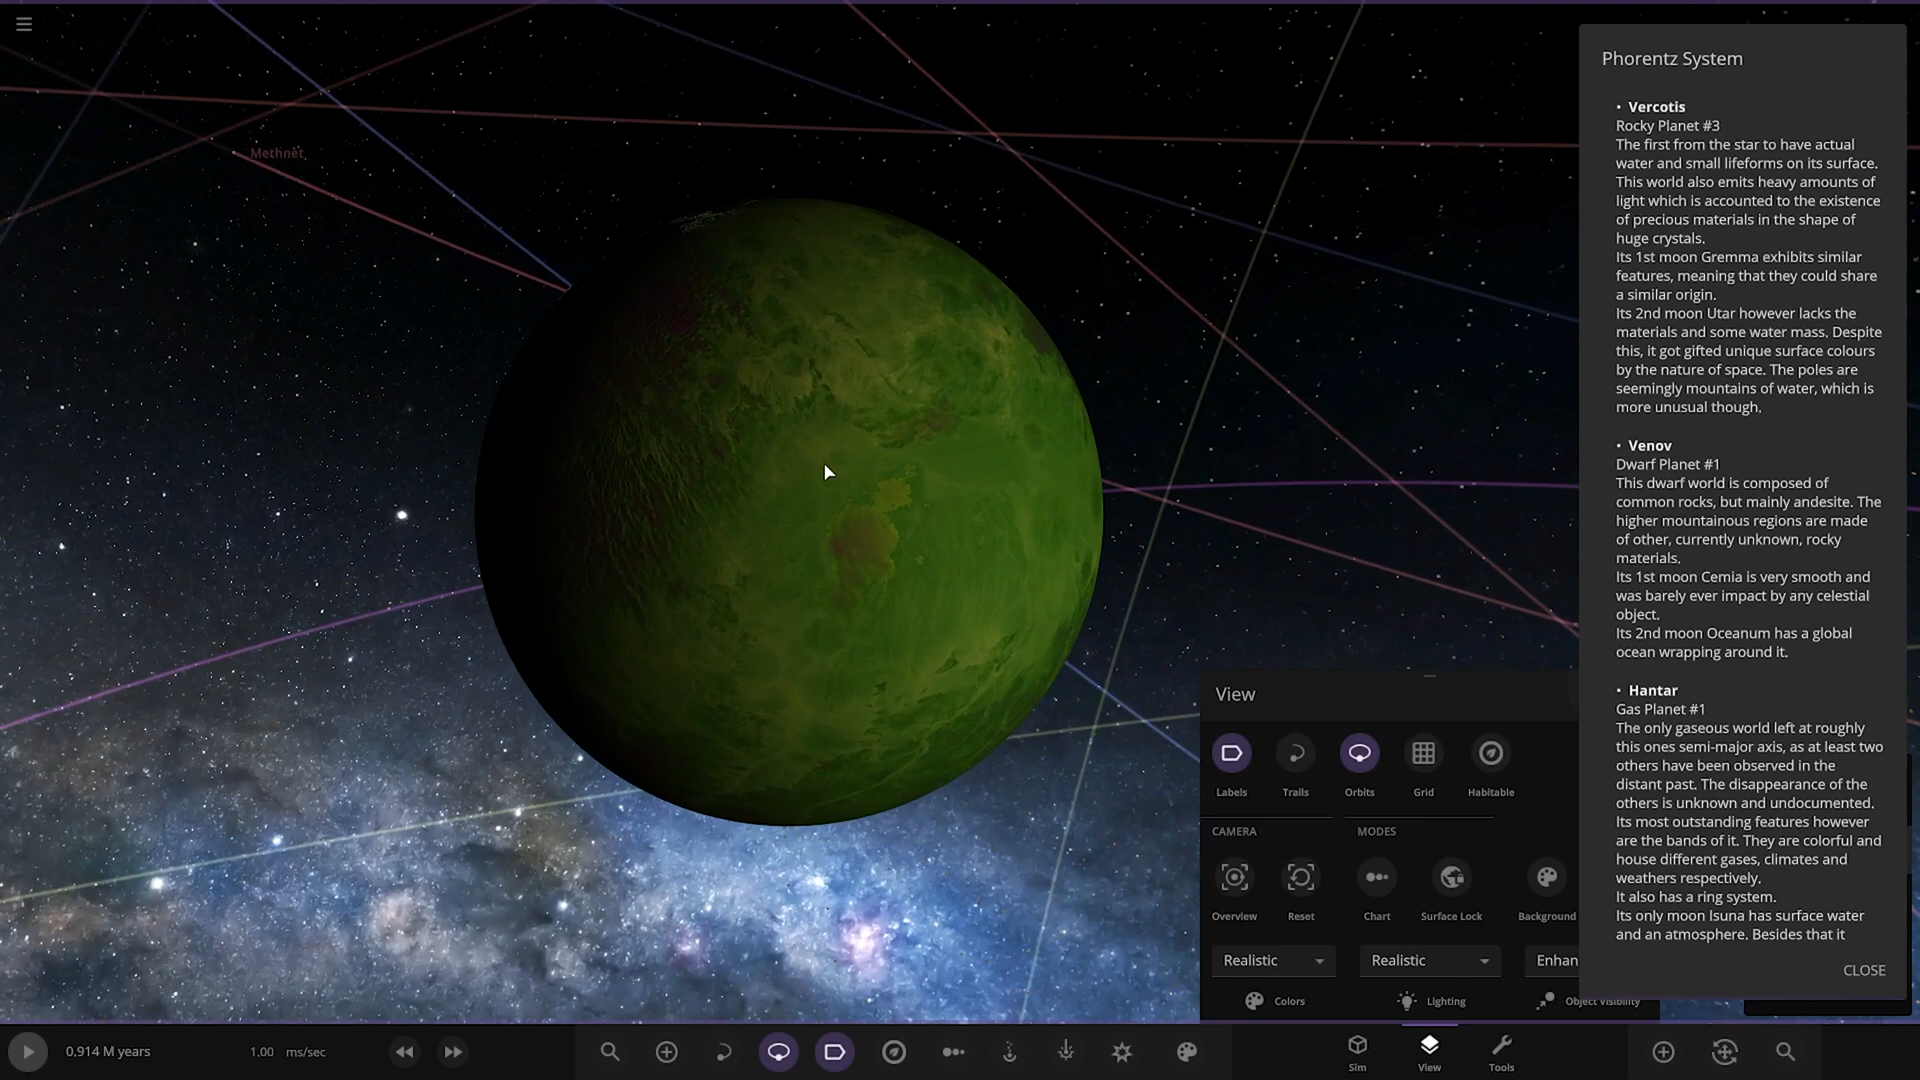 Methnet
Phorentz System
• Vercotis
Rocky Planet #3
The first from the star to have actual
water and small lifeforms on its surface.
This world also emits heavy amounts of
light which is accounted to the existence
of precious materials in the shape of
huge crystals.
Its 1st moon Gremma exhibits similar
features, meaning that they could share
a similar origin.
Its 2nd moon Utar however lacks the
materials and some water mass. Despite
this, it got gifted unique surface colours
by the nature of space. The poles are
seemingly mountains of water, which is
more unusual though.
• Venov
Dwarf Planet #1
This dwarf world is composed of
common rocks, but mainly andesite. The
higher mountainous regions are made
of other, currently unknown, rocky
materials.
Its 1st moon Cemia is very smooth and
was barely ever impact by any celestial
object.
Its 2nd moon Oceanum has a global
ocean wrapping around it.
• Hantar
Gas Planet #1
The only gaseous world left at roughly
this ones semi-major axis, as at least two
others have been observed in the
distant past. The disappearance of the
others is unknown and undocumented.
Its most outstanding features however
are the bands of it. They are colorful and
house different gases, climates and
weathers respectively.
It also has a ring system.
Its only moon Isuna has surface water
and an atmosphere. Besides that it
CLOSE
View
Labels Trails Orbits Grid Habitable
CAMERA MODES
Overview Reset Chart Surface Lock Background
Realistic Realistic Enhan
Colors Lighting Object Visibility
0.914 M years 1.00 ms/sec
Sim View Tools